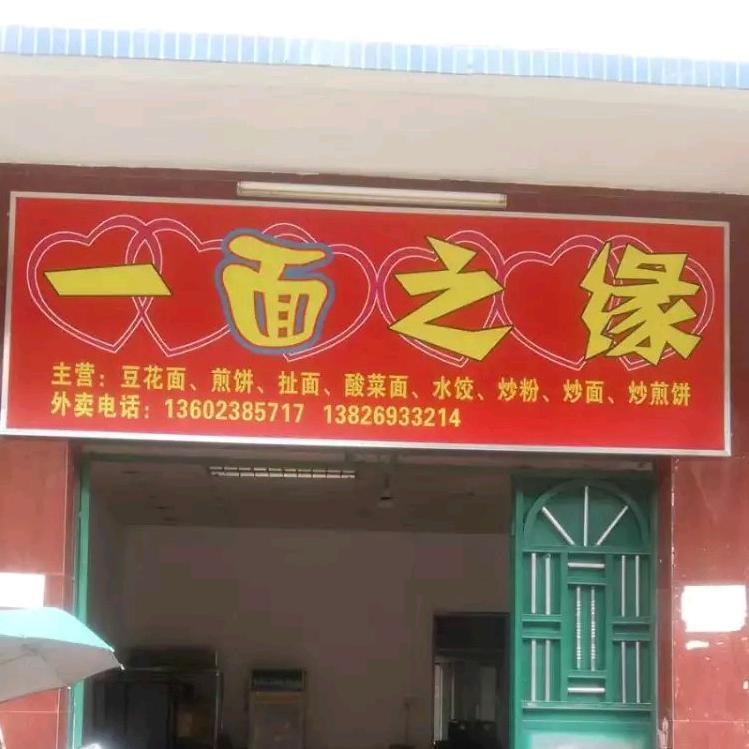 一面之缘
主营：豆花面、煎饼、扯面、酸菜面、水饺、炒粉、炒面、炒煎饼
外卖电话：13602385717 13826933214